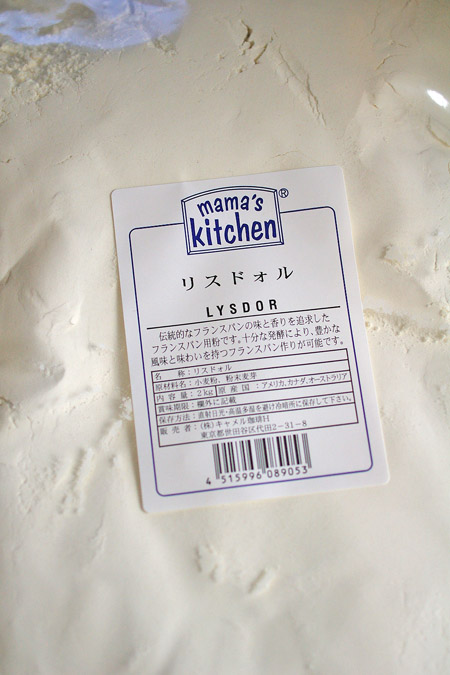 mama's
kitchen®
リスドォル
LYSDOR
伝統的なフランスパンの味と香りを追求した
フランスパン用粉です。十分な発酵により、豊かな
風味と味わいを持つフランスパン作りが可能です。
名 称:リスドォル
原材料名:小麦粉、粉末麦芽
内 容 量:2kg 原 産 国:アメリカ、カナダ、オーストラリア
賞味期限:欄外に記載
保存方法:直射日光・高温多湿を避け冷暗所に保存して下さい。
販 売 者:(株)キャメル珈琲H
東京都世田谷区代田2-31-8
4 515996 089053